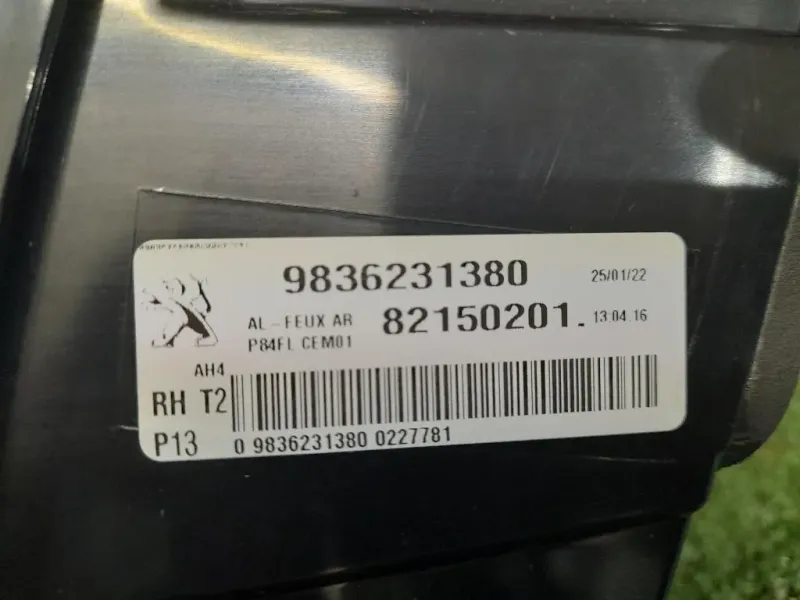 9836231380 25/01/22
AL-FEUX AR 82150201. 13:04.16
P84FL CEM01
AH4
RH T2
P13 0 9836231380 0227781